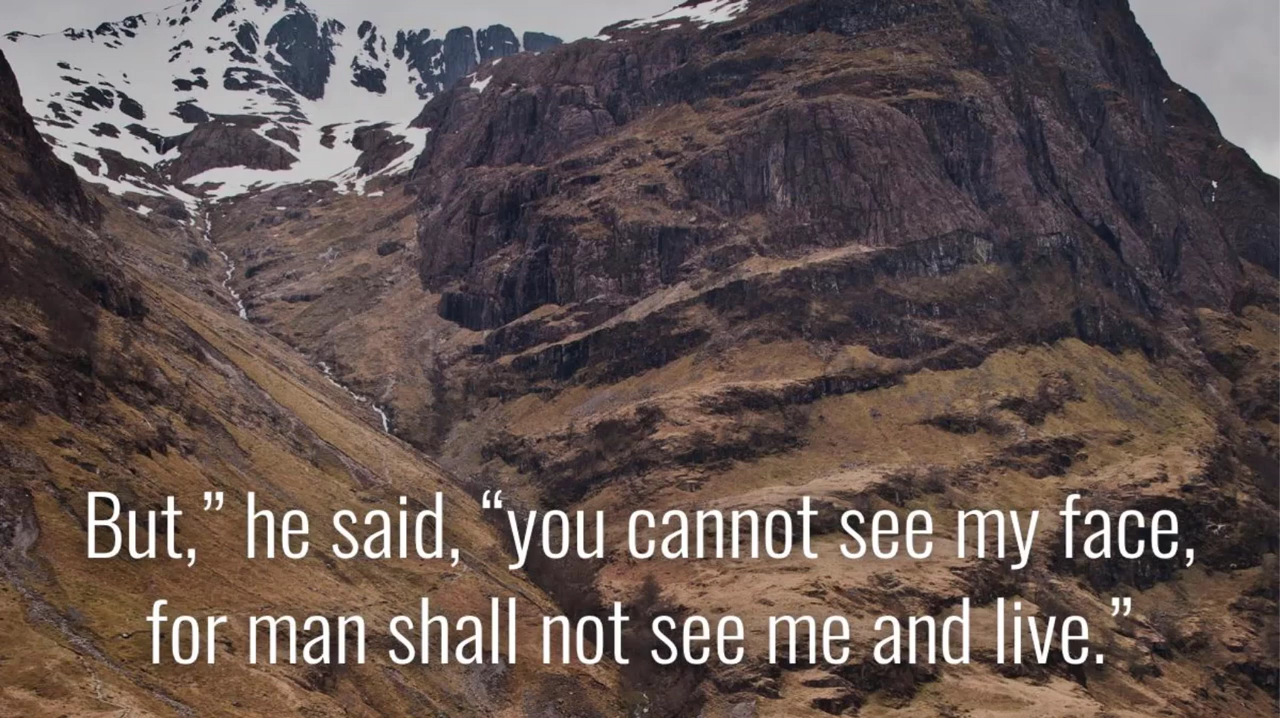 But,” he said, “you cannot see my face,
for man shall not see me and live.”